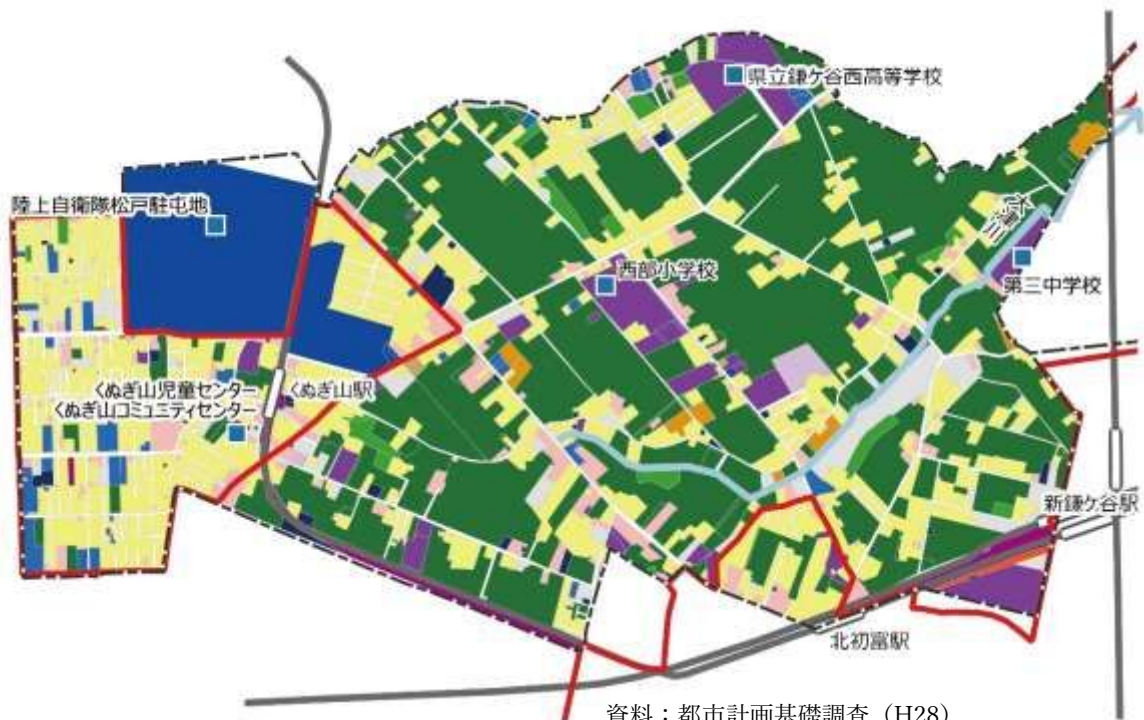 県立鎌ケ谷西高等学校
陸上自衛隊松戸駐屯地
大津川
西部小学校
第三中学校
くぬぎ山児童センター
くぬぎ山コミュニティセンター
くぬぎ山駅
新鎌ケ谷駅
北初富駅
資料：都市計画基礎調査（H28）